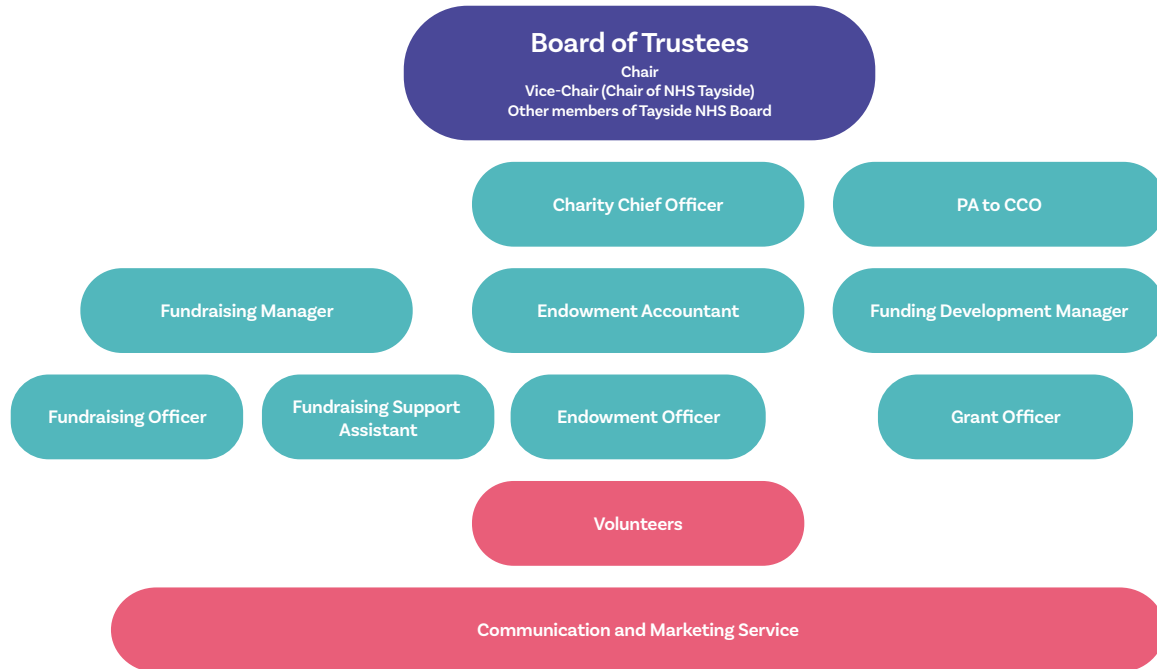 Board of Trustees
Chair
Vice-Chair (Chair of NHS Tayside)
Other members of Tayside NHS Board
Charity Chief Officer
PA to CCO
Fundraising Manager
Endowment Accountant
Funding Development Manager
Fundraising Officer
Fundraising Support
Assistant
Endowment Officer
Grant Officer
Volunteers
Communication and Marketing Service